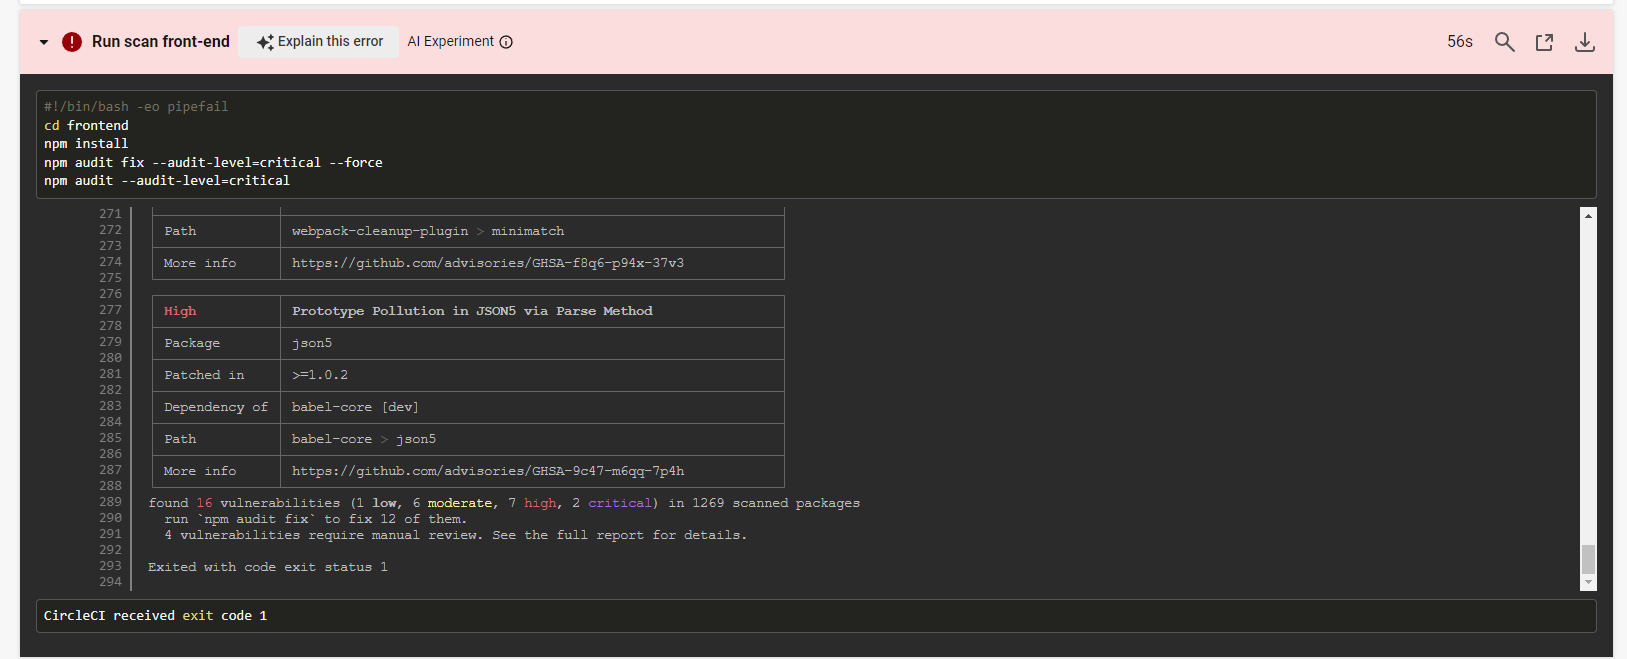 Run scan front-end Explain this error AI Experiment 56s
#!/bin/bash -eo pipefail
cd frontend
npm install
npm audit fix --audit-level=critical --force
npm audit --audit-level=critical
271
272 Path webpack-cleanup-plugin > minimatch
273
274 More info https://github.com/advisories/GHSA-f8q6-p94x-37v3
275
276
277 High Prototype Pollution in JSON5 via Parse Method
278
279 Package json5
280
281 Patched in >=1.0.2
282
283 Dependency of babel-core [dev]
284
285 Path babel-core > json5
286
287 More info https://github.com/advisories/GHSA-9c47-m6qq-7p4h
288
289 found 16 vulnerabilities (1 low, 6 moderate, 7 high, 2 critical) in 1269 scanned packages
290 run `npm audit fix` to fix 12 of them.
291 4 vulnerabilities require manual review. See the full report for details.
292
293 Exited with code exit status 1
294
CircleCI received exit code 1